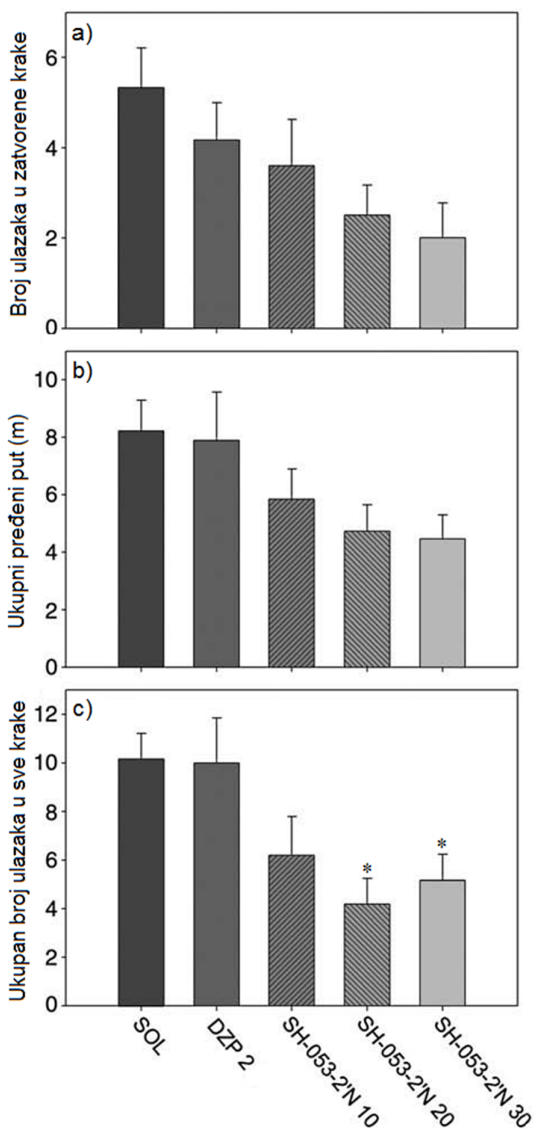 a)
Broj ulazaka u zatvorene krake
6
4
2
0
b)
Ukupni pređeni put (m)
10
8
6
4
2
0
c)
Ukupan broj ulazaka u sve krake
12
10
8
6
4
2
0
*
*
SOL
DZP 2
SH-053-2'N 10
SH-053-2'N 20
SH-053-2'N 30